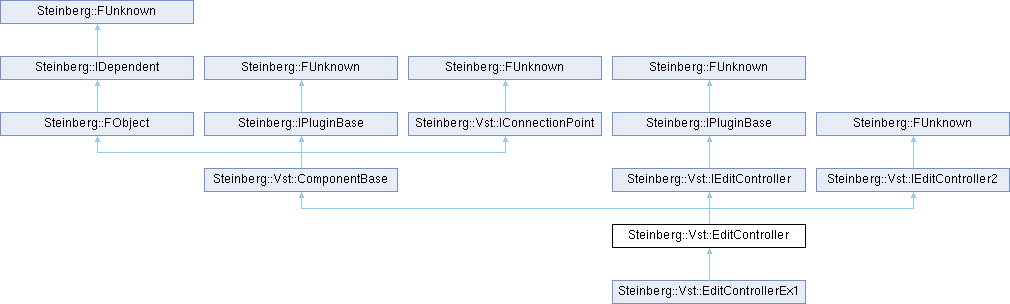 Steinberg::FUnknown
Steinberg::IDependent
Steinberg::FUnknown
Steinberg::FUnknown
Steinberg::FUnknown
Steinberg::FObject
Steinberg::IPluginBase
Steinberg::Vst::IConnectionPoint
Steinberg::IPluginBase
Steinberg::FUnknown
Steinberg::Vst::ComponentBase
Steinberg::Vst::IEditController
Steinberg::Vst::IEditController2
Steinberg::Vst::EditController
Steinberg::Vst::EditControllerEx1